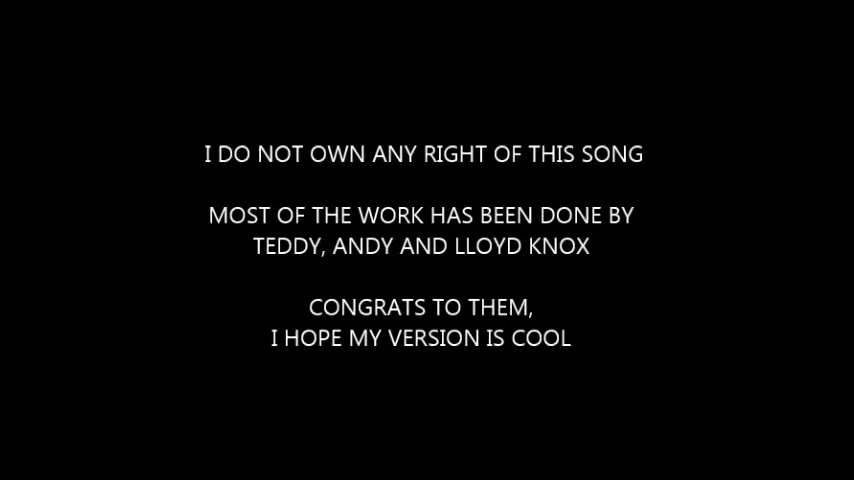 I DO NOT OWN ANY RIGHT OF THIS SONG
MOST OF THE WORK HAS BEEN DONE BY
TEDDY, ANDY AND LLOYD KNOX
CONGRATS TO THEM,
I HOPE MY VERSION IS COOL